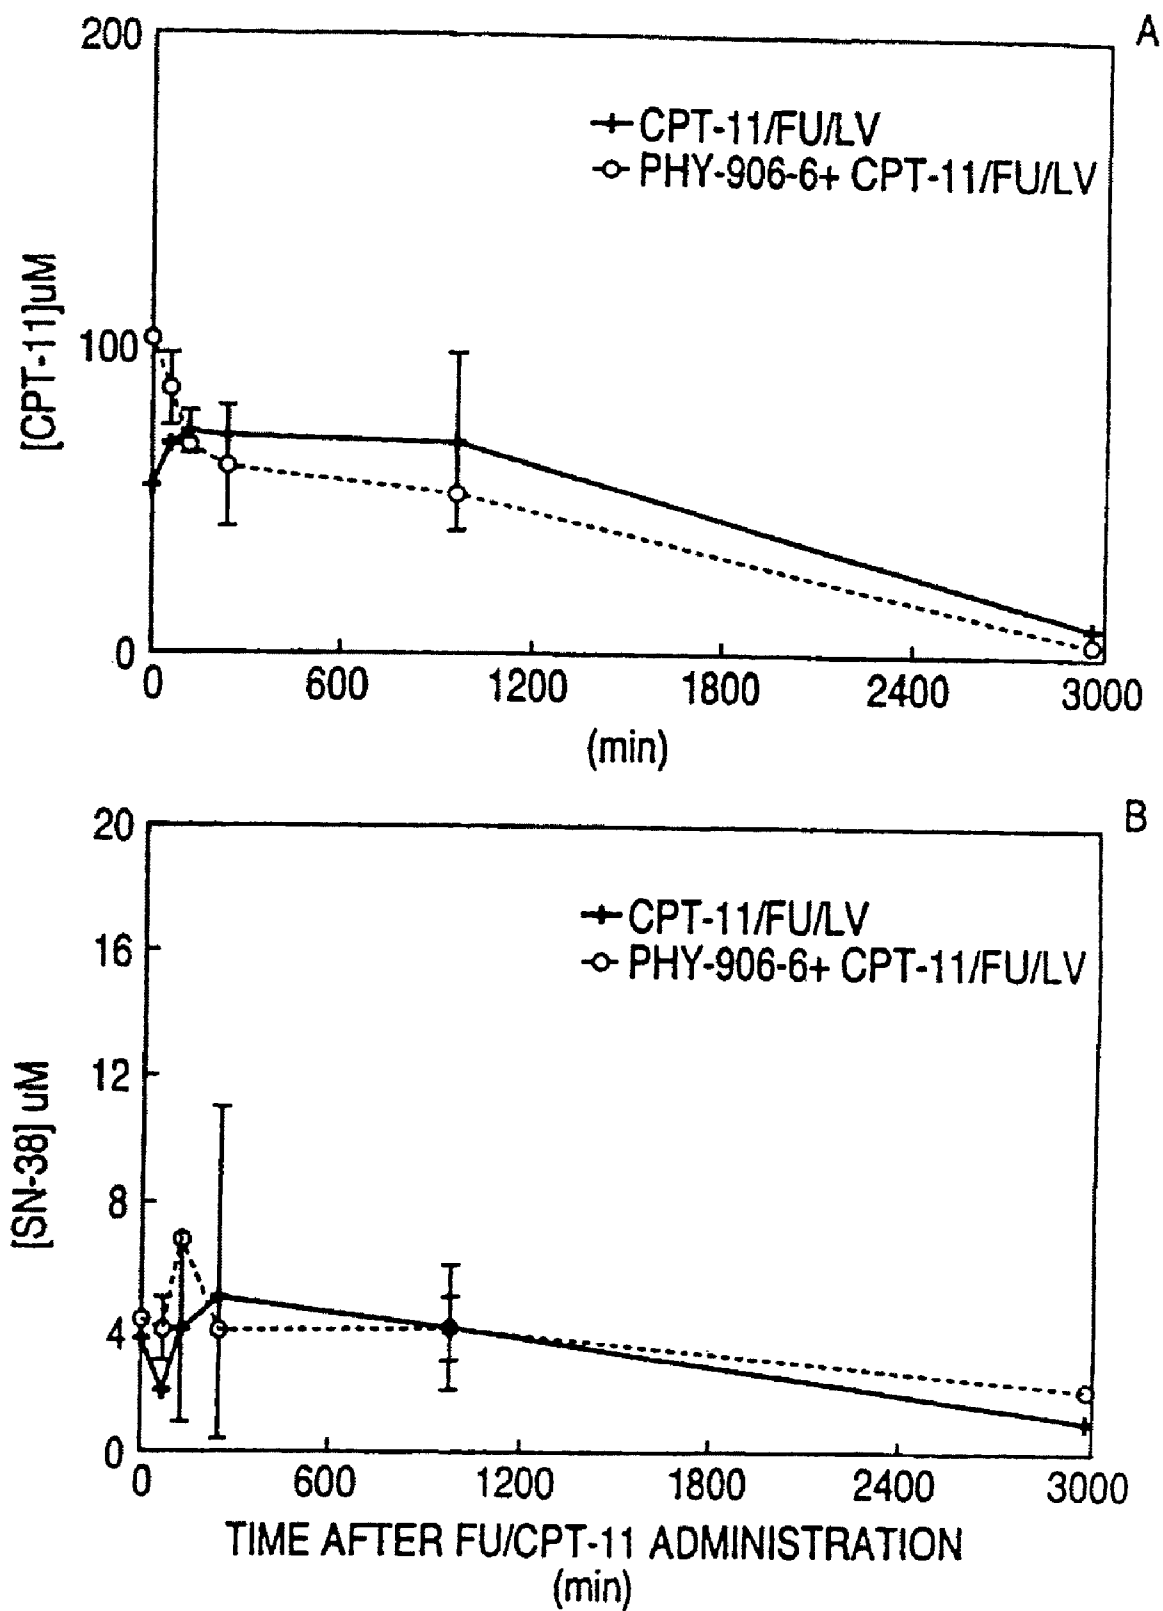 A
200
CPT-11/FU/LV
PHY-906-6+ CPT-11/FU/LV
[CPT-11]uM
100
0
0 600 1200 1800 2400 3000
(min)
B
20
CPT-11/FU/LV
PHY-906-6+ CPT-11/FU/LV
16
12
[SN-38] uM
8
4
0
0 600 1200 1800 2400 3000
TIME AFTER FU/CPT-11 ADMINISTRATION
(min)